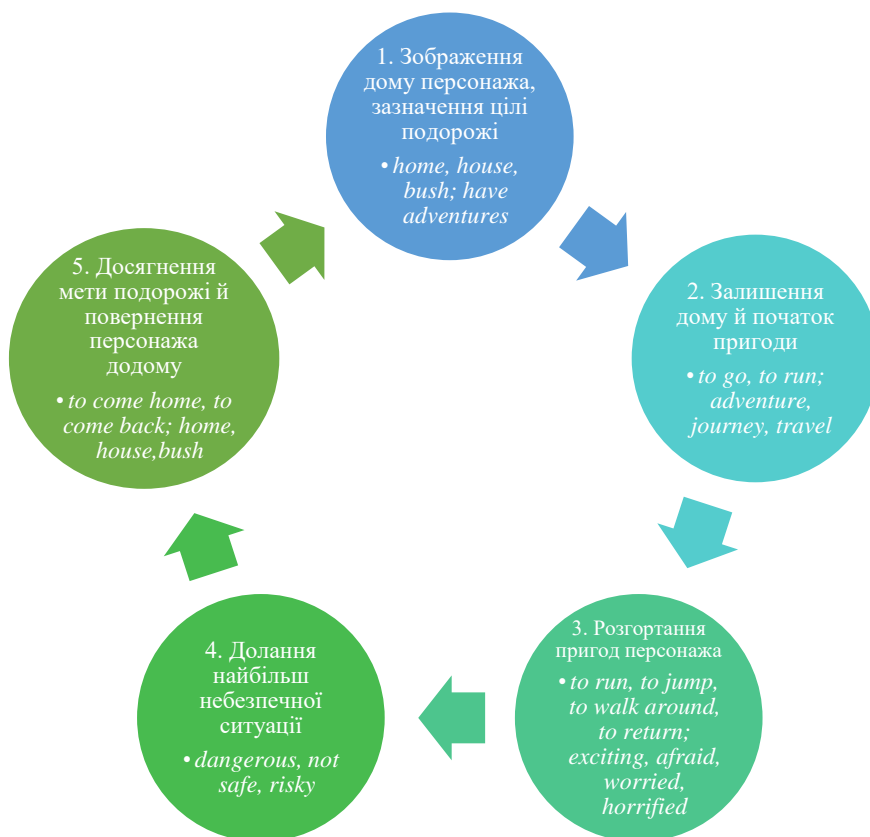 1. Зображення
дому персонажа,
зазначення цілі
подорожі
• home, house,
bush; have
adventures
2. Залишення
дому й початок
пригоди
• to go, to run;
adventure,
journey, travel
3. Розгортання
пригод персонажа
• to run, to jump,
to walk around,
to return;
exciting, afraid,
worried,
horrified
4. Долання
найбільш
небезпечної
ситуації
• dangerous, not
safe, risky
5. Досягнення
мети подорожі й
повернення
персонажа
додому
• to come home, to
come back; home,
house,bush